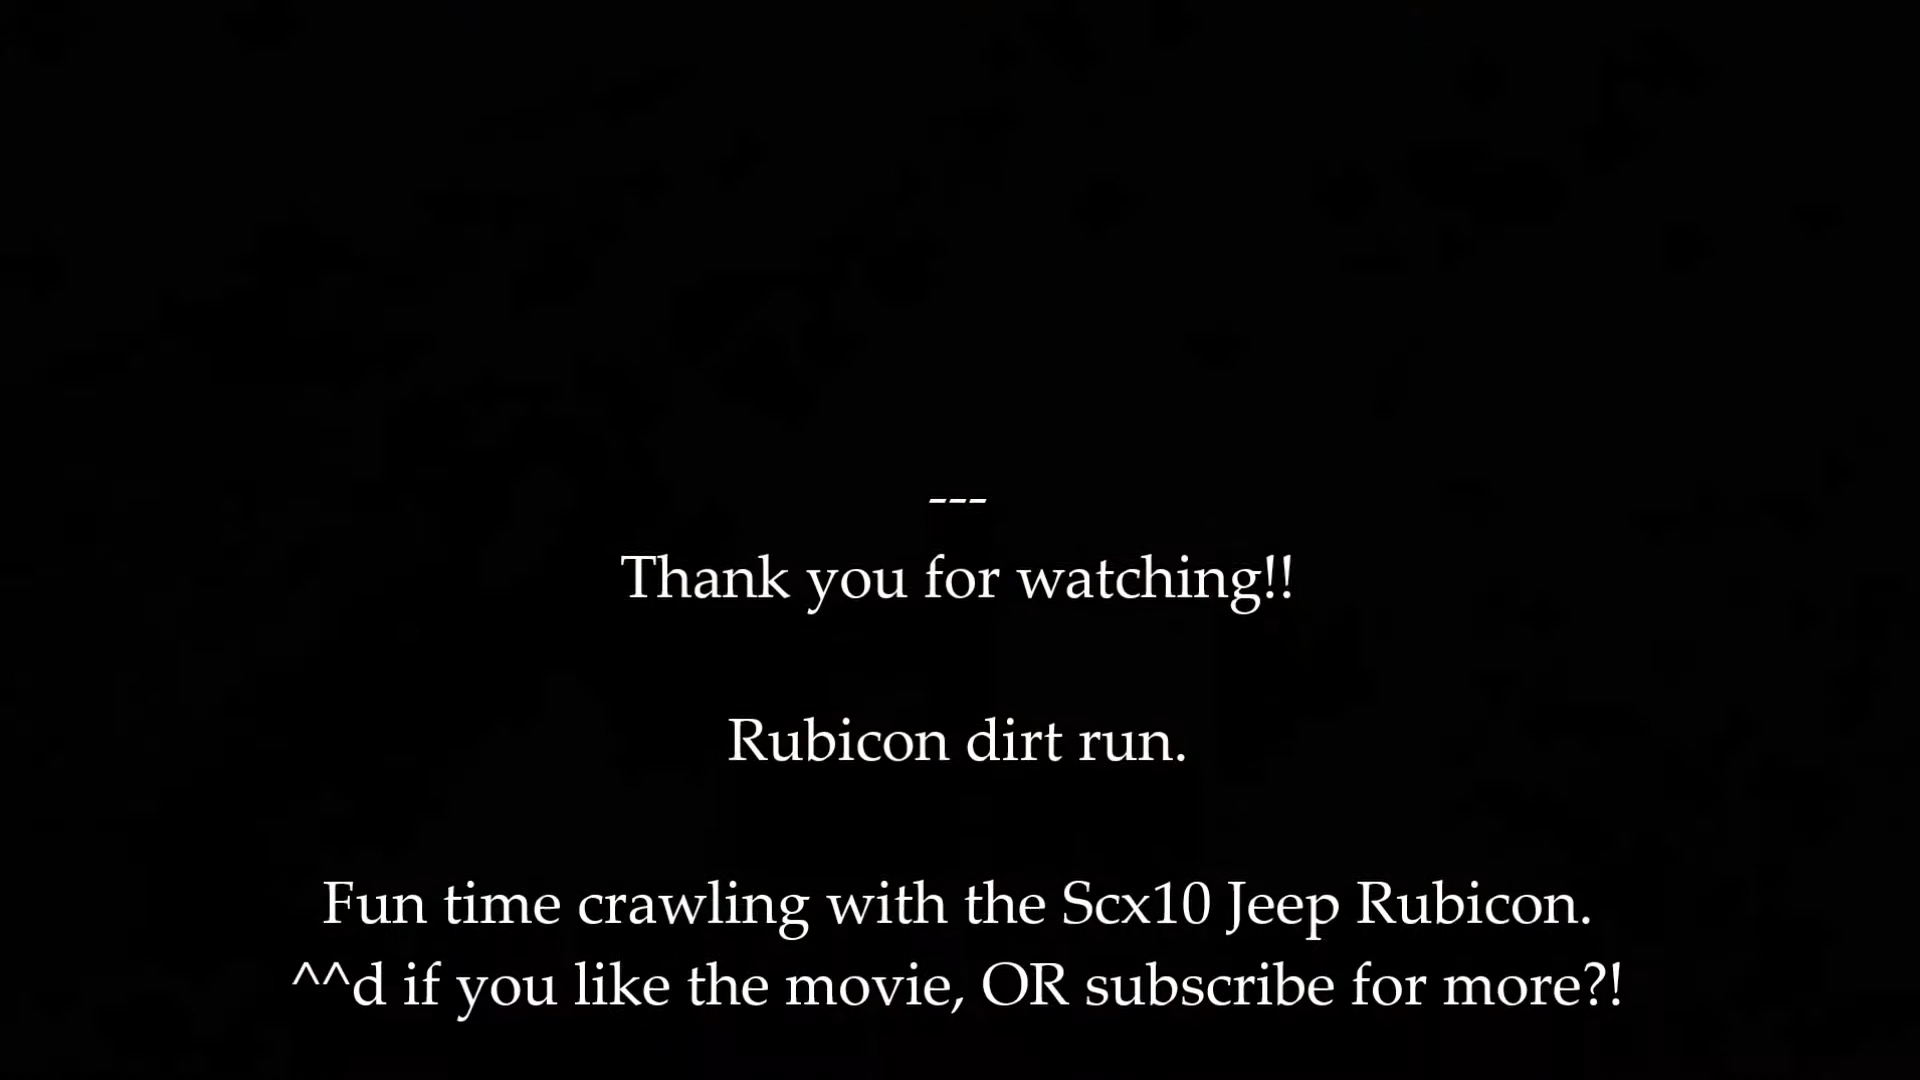 ---
Thank you for watching!!
Rubicon dirt run.
Fun time crawling with the Scx10 Jeep Rubicon.
^^d if you like the movie, OR subscribe for more?!